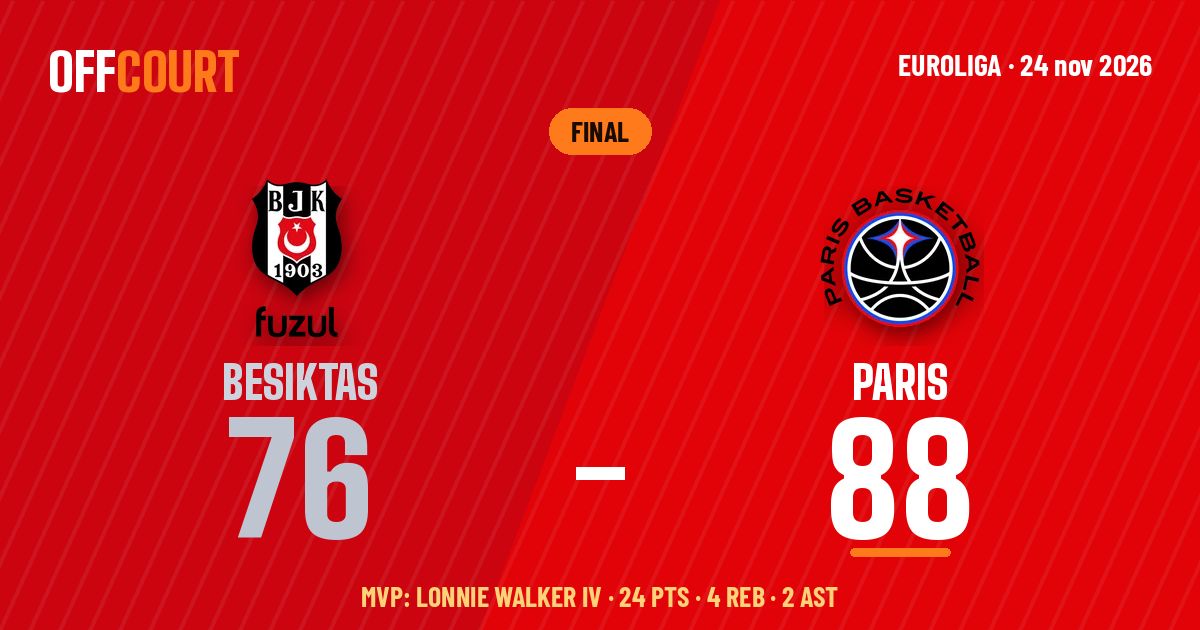 OFFCOURT
EUROLIGA · 24 nov 2026
FINAL
BJK
1903
fuzul
PARIS BASKETBALL
BESIKTAS
PARIS
76 – 88
MVP: LONNIE WALKER IV · 24 PTS · 4 REB · 2 AST